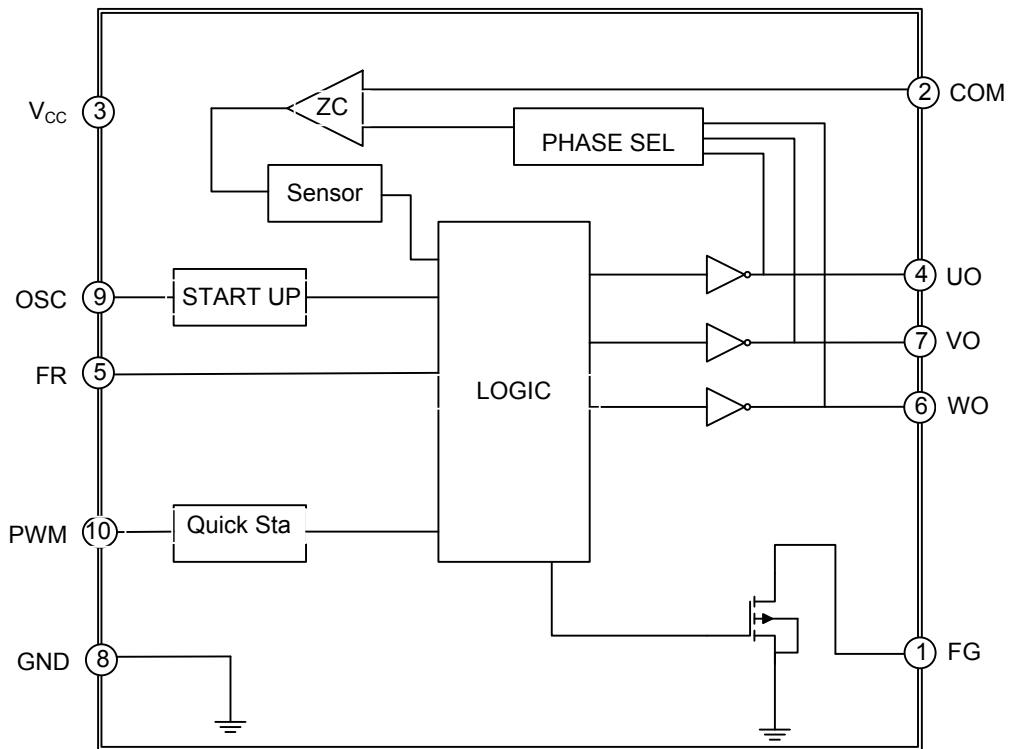 ZC
2 COM
V_CC 3
PHASE SEL
Sensor
4 UO
OSC 9 START UP
7 VO
FR 5
LOGIC
6 WO
PWM 10 Quick Sta
GND 8
1 FG